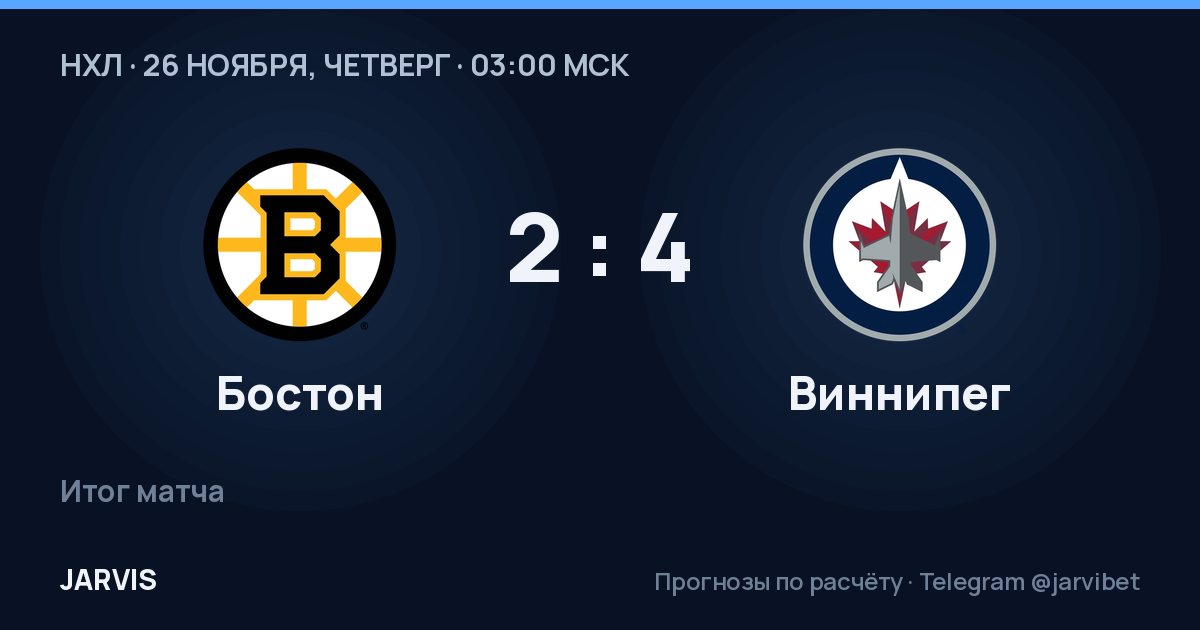 НХЛ · 26 НОЯБРЯ, ЧЕТВЕРГ · 03:00 МСК
B
®
2 : 4
Бостон
Виннипег
Итог матча
JARVIS
Прогнозы по расчёту · Telegram @jarvibet